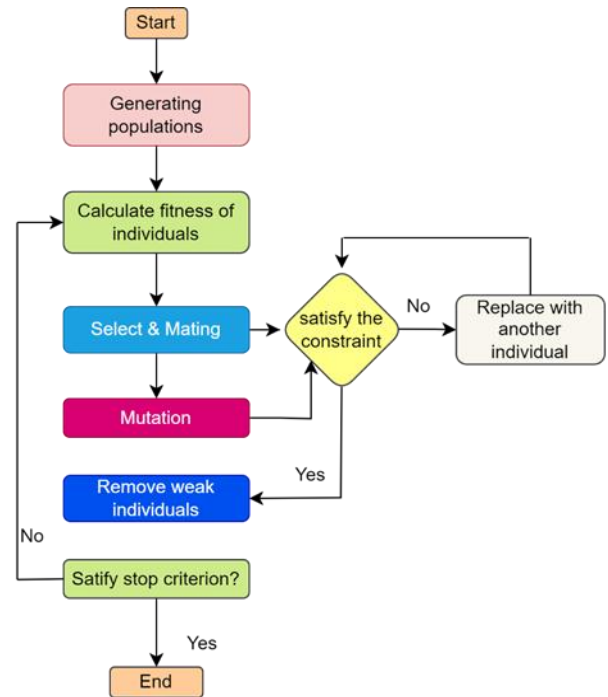 Start
Generating
populations
Calculate fitness of
individuals
Select & Mating
satisfy the
constraint
No
Replace with
another
individual
Mutation
Yes
Remove weak
individuals
No
Satify stop criterion?
Yes
End